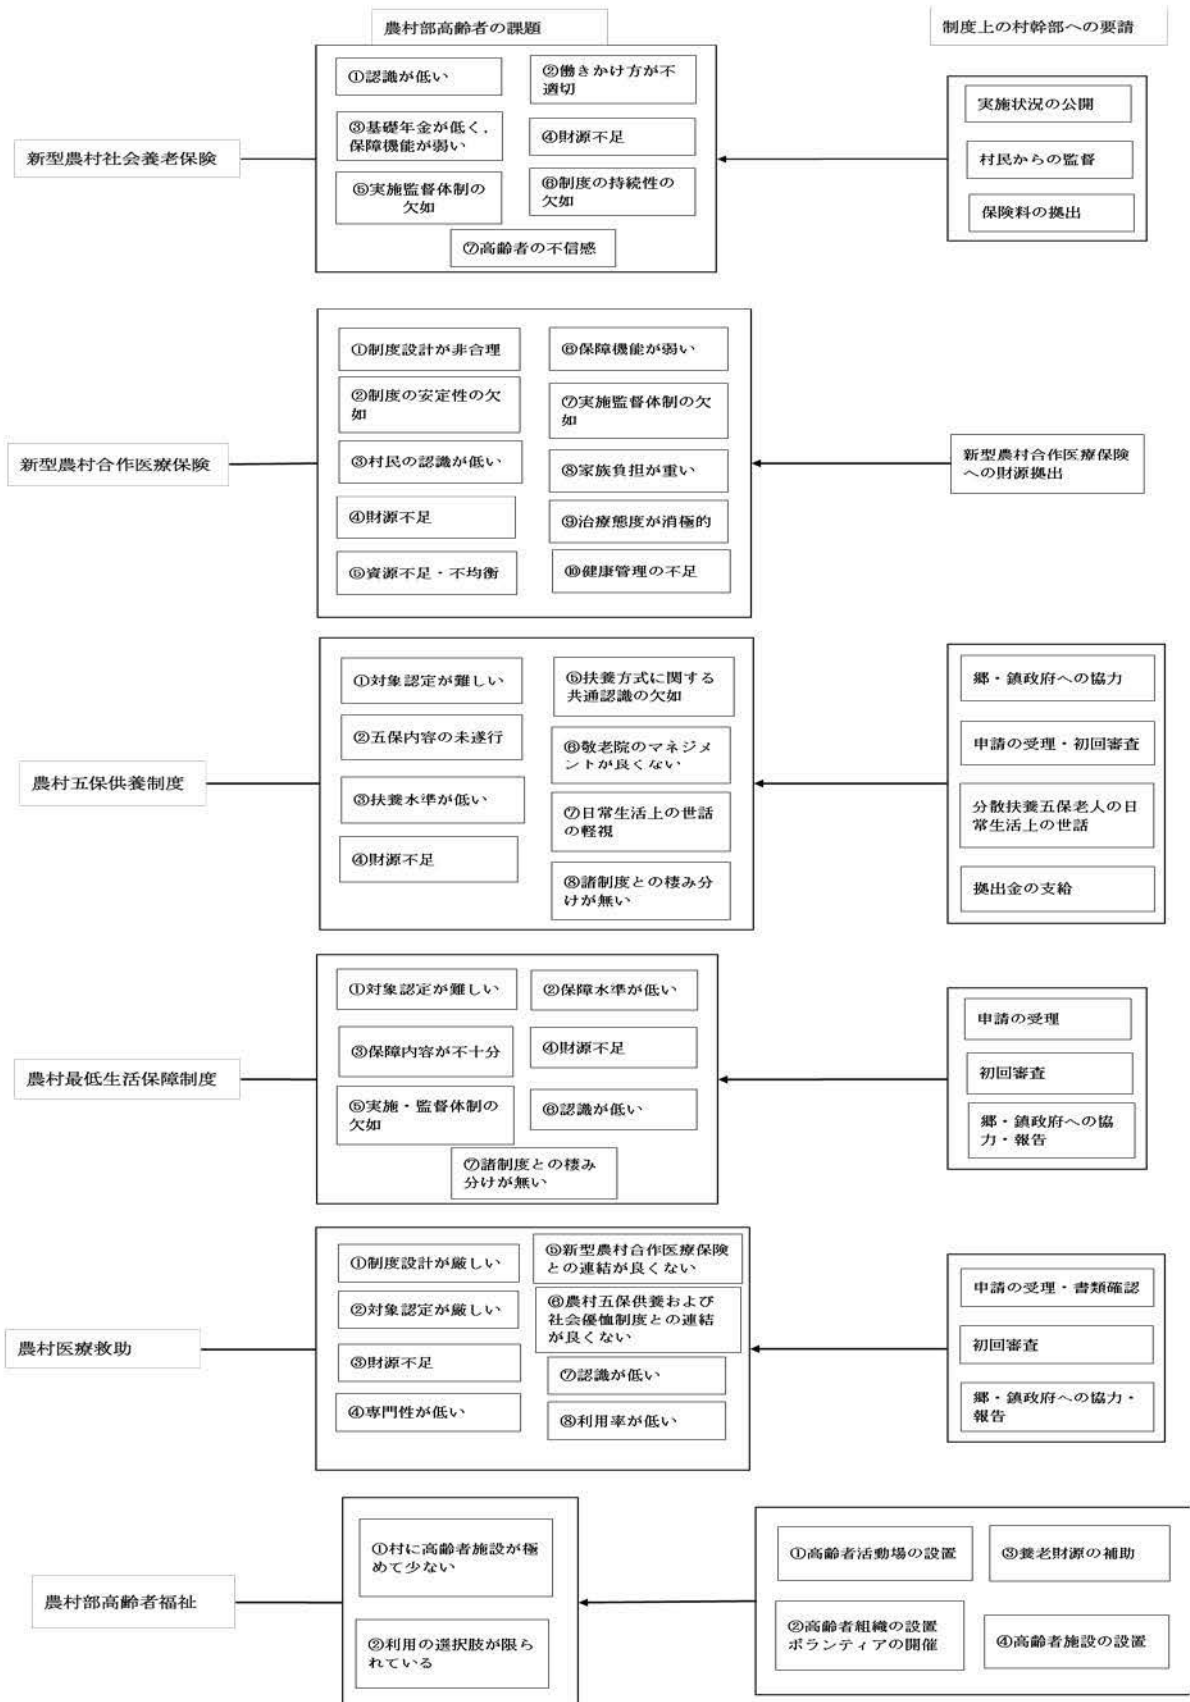 農村部高齢者の課題
制度上の村幹部への要請
新型農村社会養老保険
①認識が低い
②働きかけ方が不
適切
③基礎年金が低く，
保障機能が弱い
④財源不足
⑤実施監督体制の
欠如
⑥制度の持続性の
欠如
⑦高齢者の不信感
実施状況の公開
村民からの監督
保険料の拠出
新型農村合作医療保険
①制度設計が非合理
②制度の安定性の欠
如
③村民の認識が低い
④財源不足
⑤資源不足・不均衡
⑥保障機能が弱い
⑦実施監督体制の欠
如
⑧家族負担が重い
⑨治療態度が消極的
⑩健康管理の不足
新型農村合作医療保険
への財源拠出
農村五保供養制度
①対象認定が難しい
②五保内容の未遂行
③扶養水準が低い
④財源不足
⑤扶養方式に関する
共通認識の欠如
⑥敬老院のマネジメ
ントが良くない
⑦日常生活上の世話
の軽視
⑧諸制度との棲み分
けが無い
郷・鎮政府への協力
申請の受理・初回審査
分散扶養五保老人の日
常生活上の世話
拠出金の支給
農村最低生活保障制度
①対象認定が難しい
②保障水準が低い
③保障内容が不十分
④財源不足
⑤実施・監督体制の
欠如
⑥認識が低い
⑦諸制度との棲み
分けが無い
申請の受理
初回審査
郷・鎮政府への協
力・報告
農村医療救助
①制度設計が厳しい
②対象認定が厳しい
③財源不足
④専門性が低い
⑤新型農村合作医療保険
との連結が良くない
⑥農村五保供養および
社会優恤制度との連結
が良くない
⑦認識が低い
⑧利用率が低い
申請の受理・書類確認
初回審査
郷・鎮政府への協力・
報告
農村部高齢者福祉
①村に高齢者施設が極
めて少ない
②利用の選択肢が限ら
れている
①高齢者活動場の設置
③養老財源の補助
②高齢者組織の設置
ボランティアの開催
④高齢者施設の設置